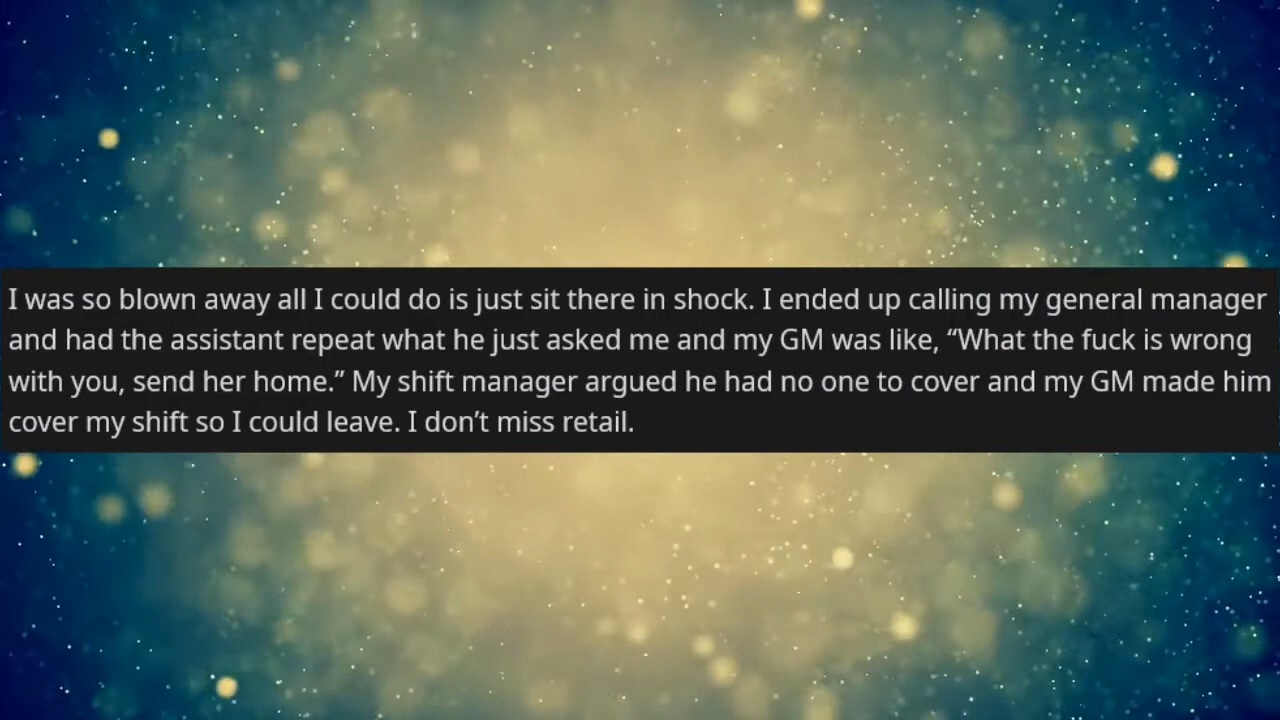 I was so blown away all I could do is just sit there in shock. I ended up calling my general manager
and had the assistant repeat what he just asked me and my GM was like, “What the fuck is wrong
with you, send her home.” My shift manager argued he had no one to cover and my GM made him
cover my shift so I could leave. I don’t miss retail.